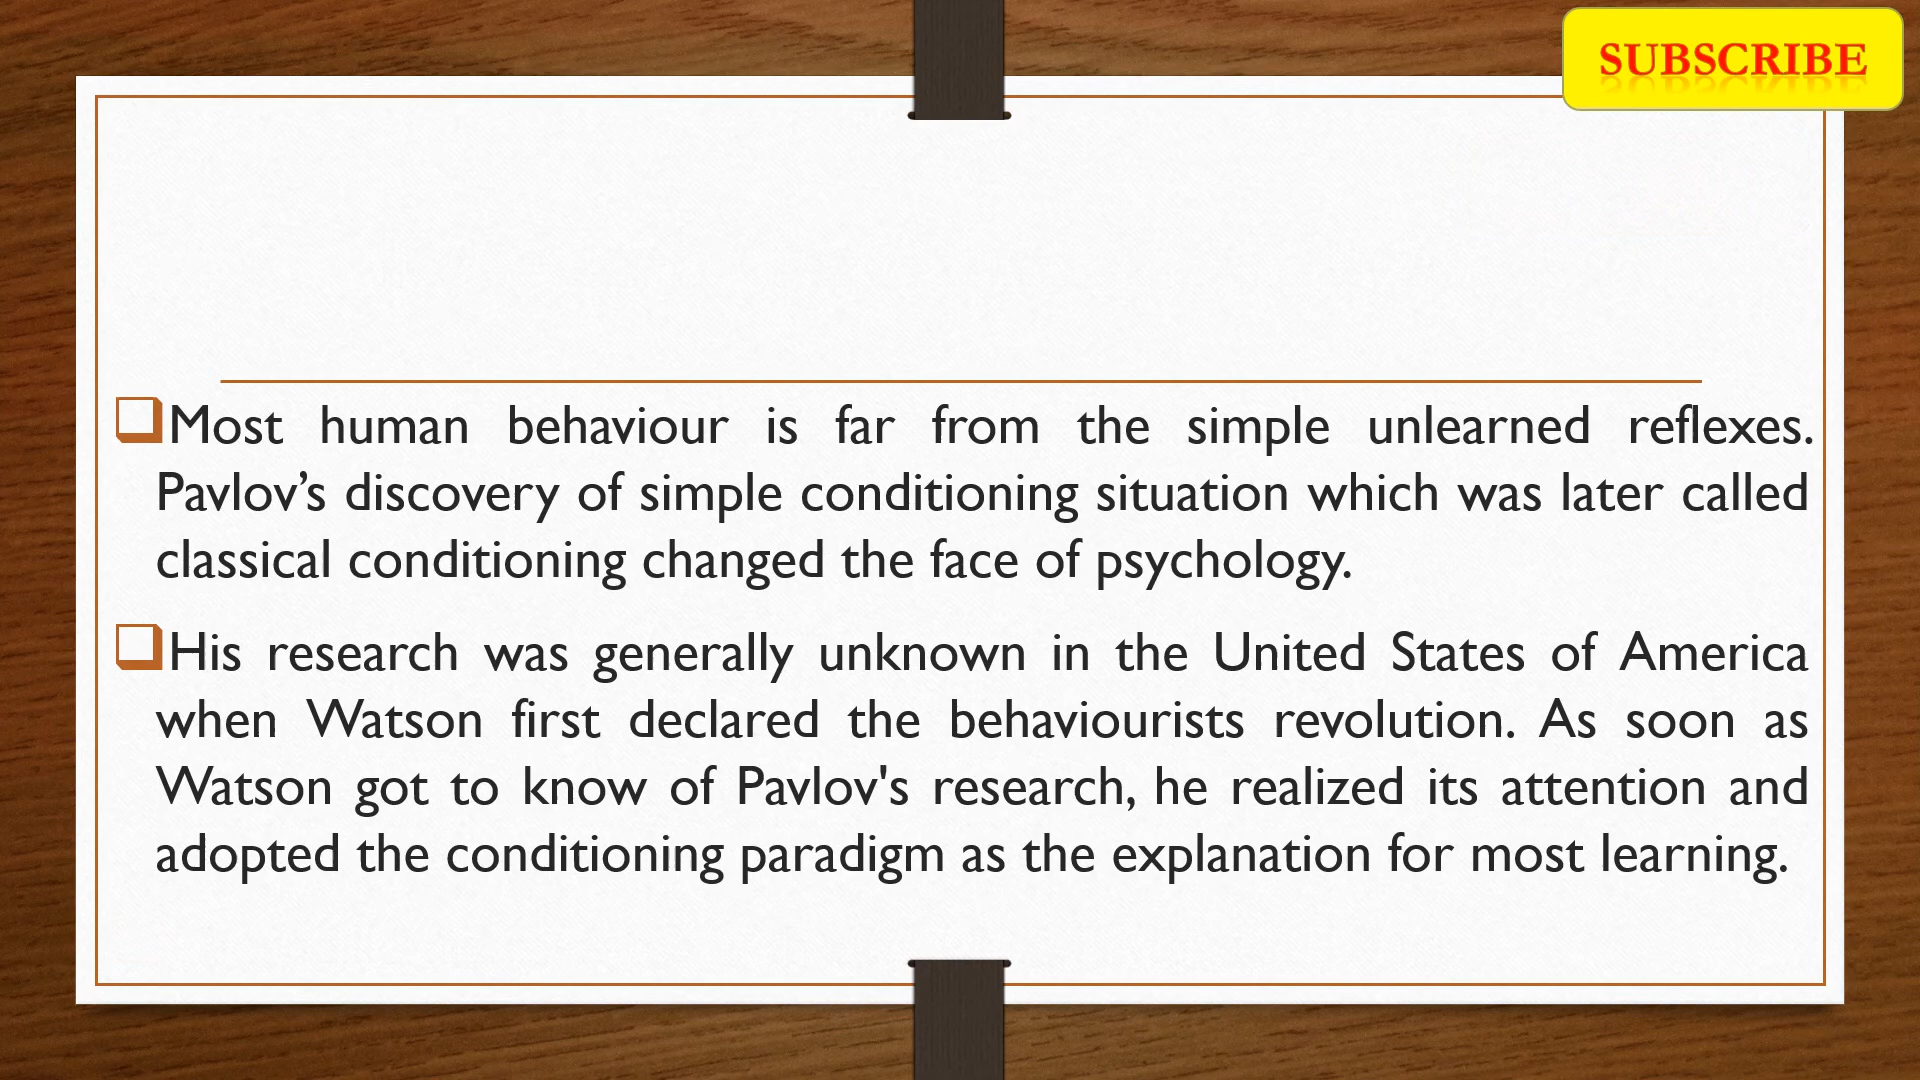 SUBSCRIBE
Most human behaviour is far from the simple unlearned reflexes.
Pavlov’s discovery of simple conditioning situation which was later called
classical conditioning changed the face of psychology.
His research was generally unknown in the United States of America
when Watson first declared the behaviourists revolution. As soon as
Watson got to know of Pavlov's research, he realized its attention and
adopted the conditioning paradigm as the explanation for most learning.